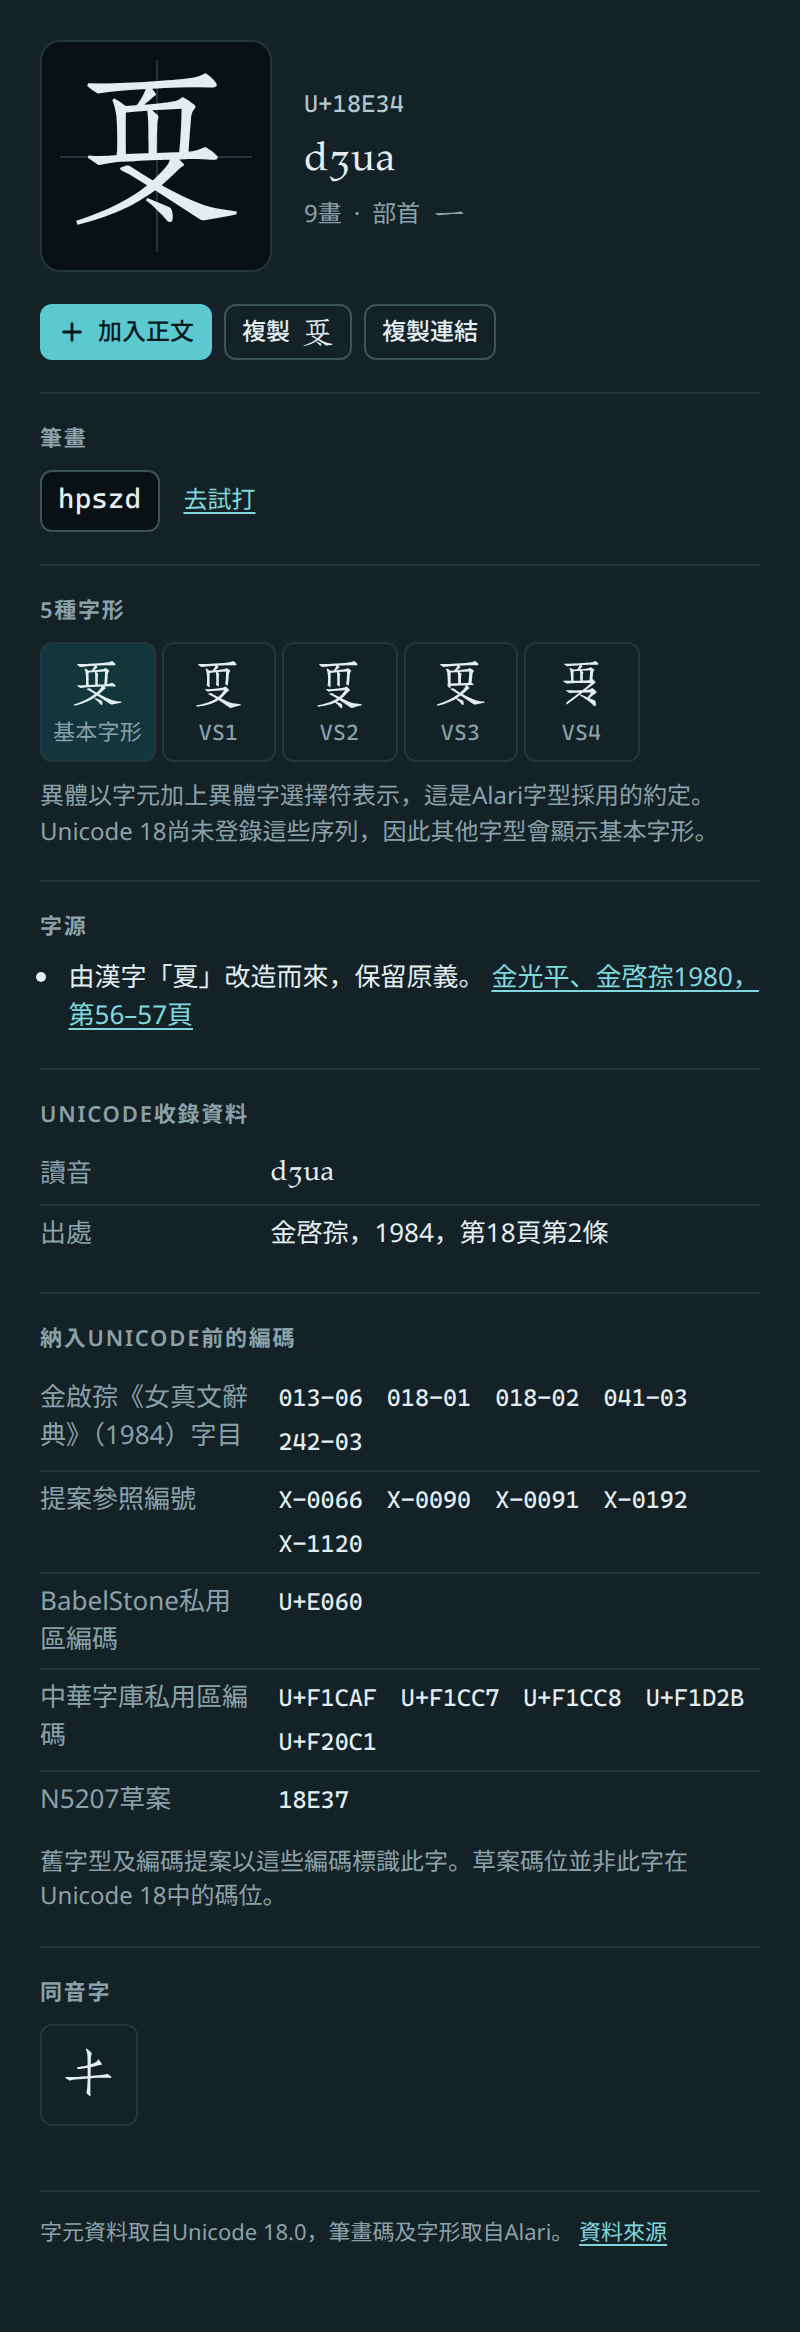 U+18E34
dʒua
9畫 · 部首 一
加入正文
複製
複製連結
筆畫
hpszd
去試打
5種字形
基本字形
VS1
VS2
VS3
VS4
異體以字元加上異體字選擇符表示，這是Alari字型採用的約定。
Unicode 18尚未登錄這些序列，因此其他字型會顯示基本字形。
字源
由漢字「夏」改造而來，保留原義。 金光平、金啓孮1980，
第56–57頁
UNICODE收錄資料
讀音 dʒua
出處 金啓孮，1984，第18頁第2條
納入UNICODE前的編碼
金啟孮《女真文辭
典》（1984）字目
013-06 018-01 018-02 041-03
242-03
提案參照編號
X-0066 X-0090 X-0091 X-0192
X-1120
BabelStone私用
區編碼
U+E060
中華字庫私用區編
碼
U+F1CAF U+F1CC7 U+F1CC8 U+F1D2B
U+F20C1
N5207草案 18E37
舊字型及編碼提案以這些編碼標識此字。草案碼位並非此字在
Unicode 18中的碼位。
同音字
字元資料取自Unicode 18.0，筆畫碼及字形取自Alari。 資料來源